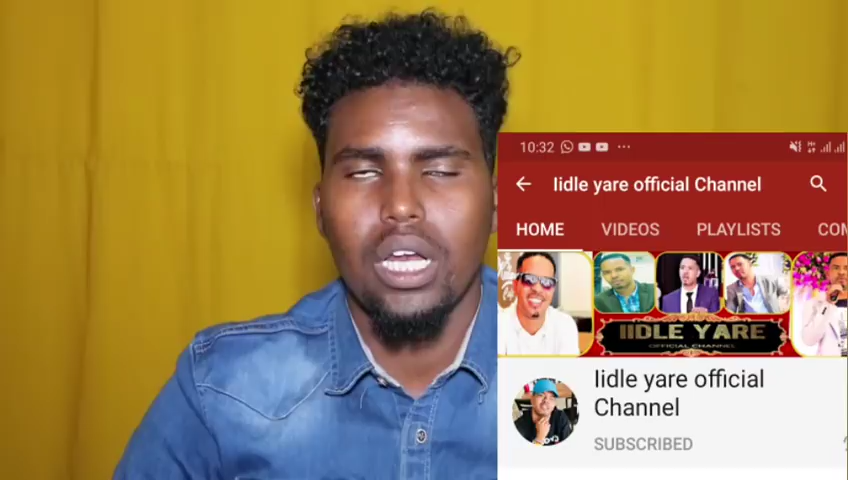 10:32
Iidle yare official Channel
HOME VIDEOS PLAYLISTS COM
IIDLE YARE
OFFICIAL CHANNEL
Iidle yare official
Channel
SUBSCRIBED